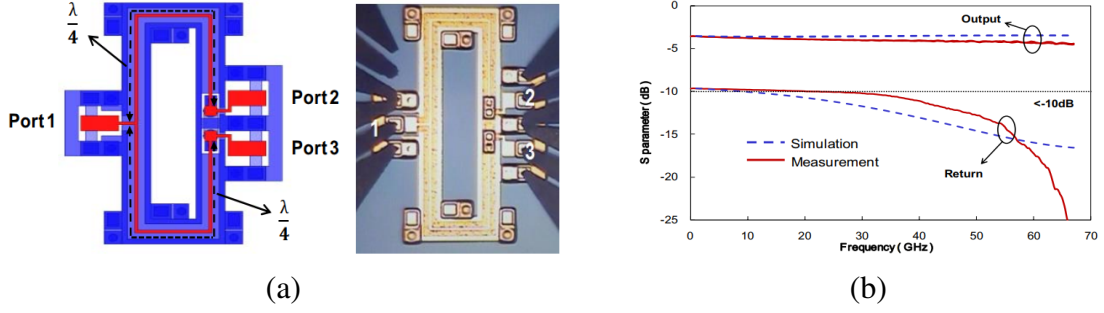 λ
4
Port 1
Port 2
Port 3
λ
4
1
2
3
(a)
0
-5
-10
-15
-20
-25
S parameter ( dB)
Output
<-10dB
Simulation
Measurement
Return
0
10
20
30
40
50
60
70
Frequency ( GHz)
(b)